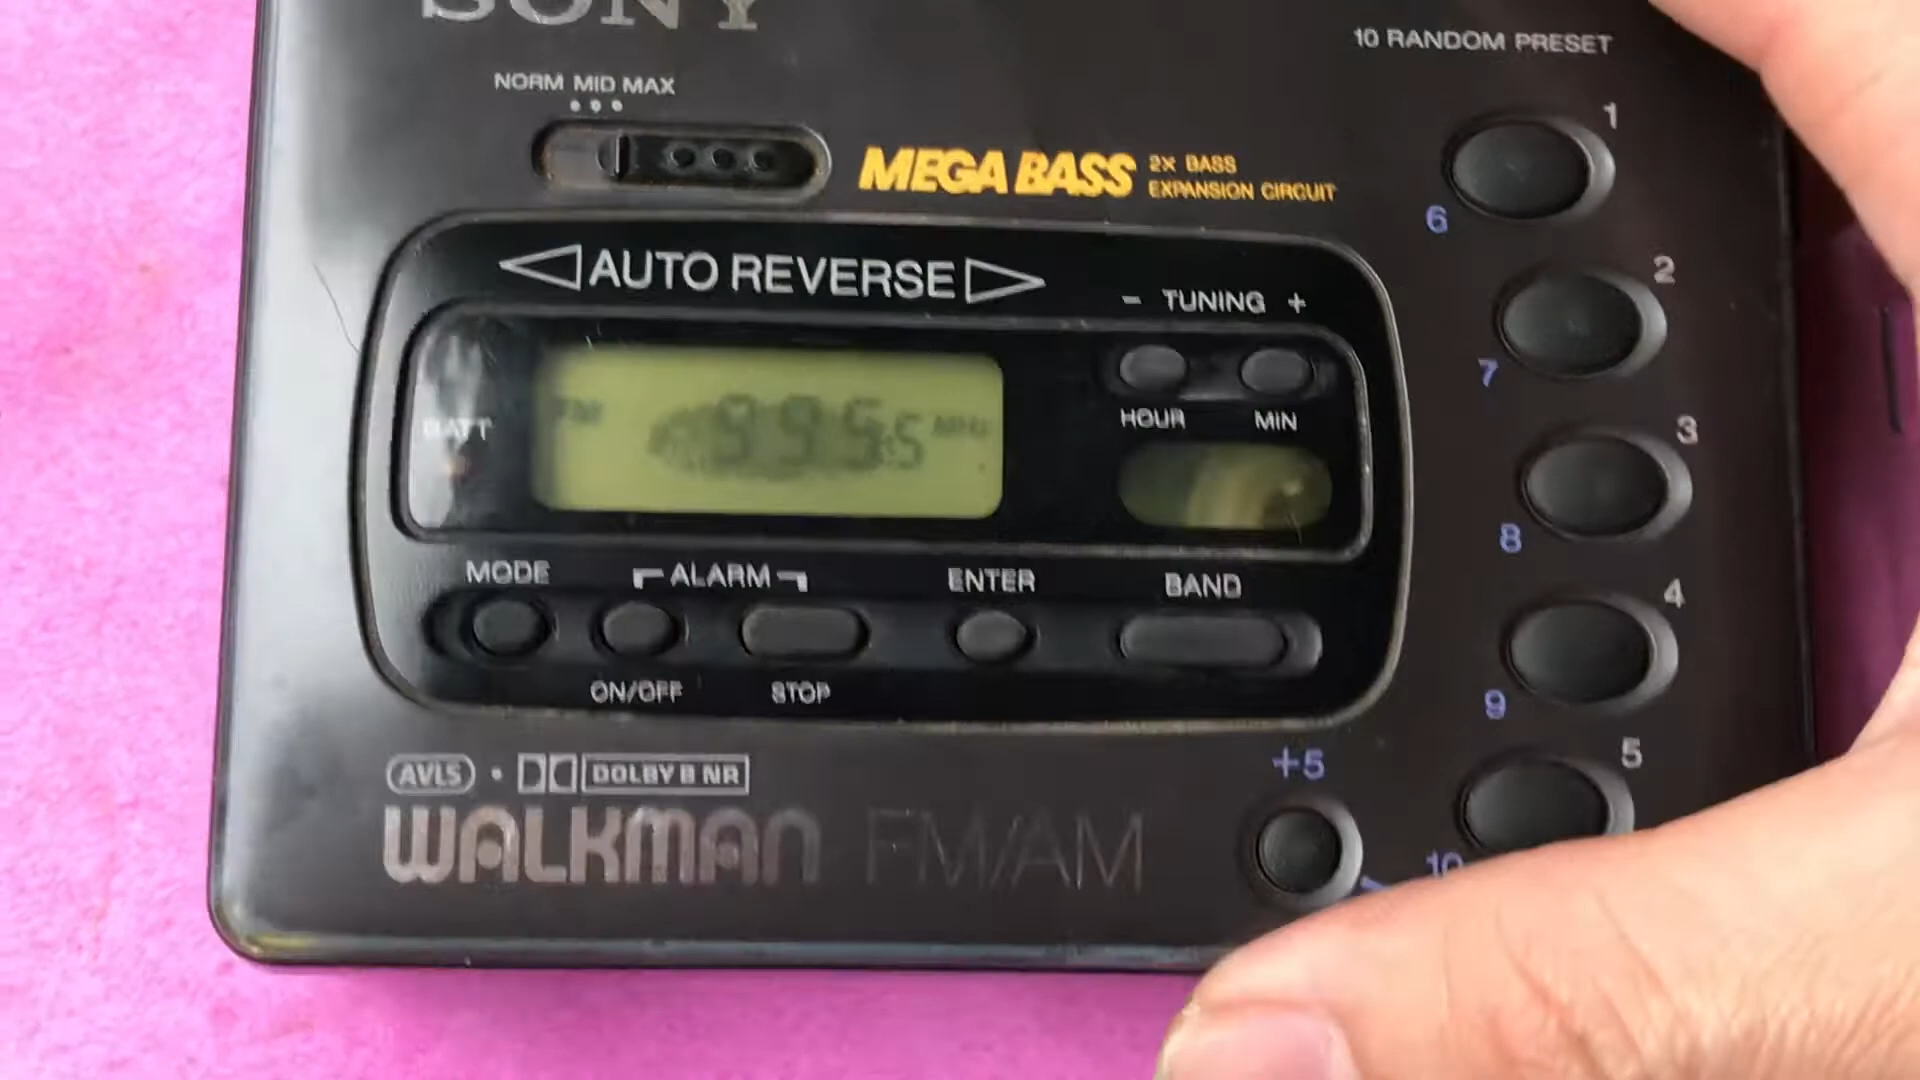 SONY
10 RANDOM PRESET
NORM MID MAX
1
MEGA BASS 2X BASS
EXPANSION CIRCUIT
6
AUTO REVERSE
2
- TUNING +
7
HOUR MIN
BATT
3
8
MODE ALARM ENTER BAND
4
ON/OFF STOP
9
+5
5
AVLS • DOLBY B NR
WALKMAN FM/AM
10